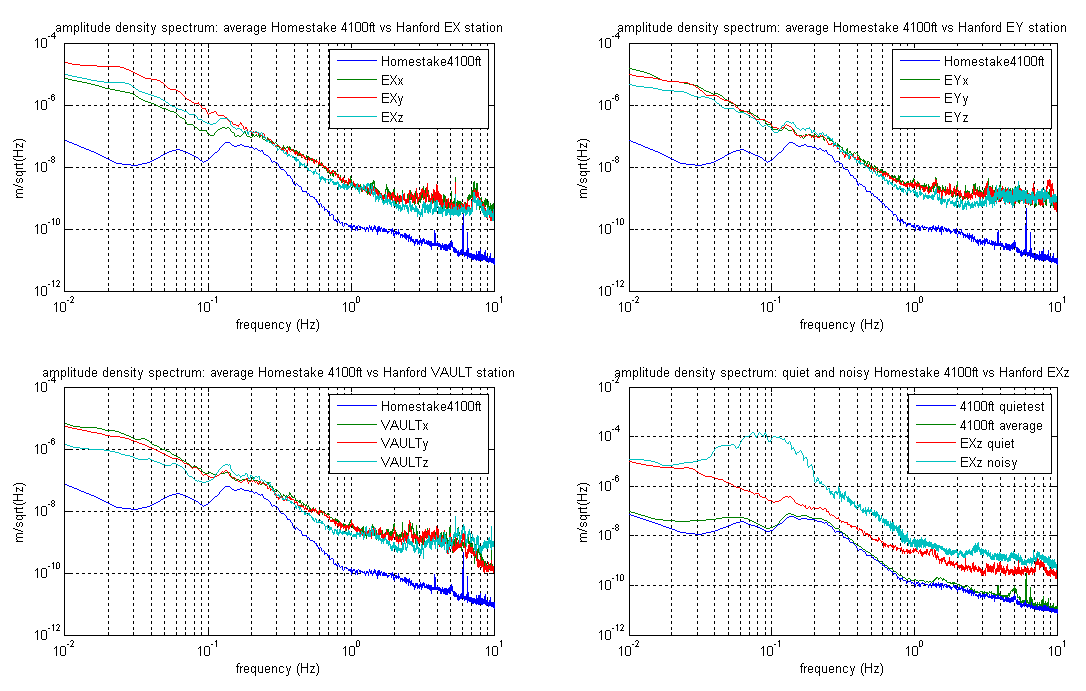 amplitude density spectrum: average Homestake 4100ft vs Hanford EX station
m/sqrt(Hz)
10^-4
10^-6
10^-8
10^-10
10^-12
Homestake4100ft
EXx
EXy
EXz
10^-2
10^-1
10^0
10^1
frequency (Hz)
amplitude density spectrum: average Homestake 4100ft vs Hanford EY station
m/sqrt(Hz)
10^-4
10^-6
10^-8
10^-10
10^-12
Homestake4100ft
EYx
EYy
EYz
10^-2
10^-1
10^0
10^1
frequency (Hz)
amplitude density spectrum: average Homestake 4100ft vs Hanford VAULT station
m/sqrt(Hz)
10^-4
10^-6
10^-8
10^-10
10^-12
Homestake4100ft
VAULTx
VAULTy
VAULTz
10^-2
10^-1
10^0
10^1
frequency (Hz)
amplitude density spectrum: quiet and noisy Homestake 4100ft vs Hanford EXz
m/sqrt(Hz)
10^-2
10^-4
10^-6
10^-8
10^-10
10^-12
4100ft quietest
4100ft average
EXz quiet
EXz noisy
10^-2
10^-1
10^0
10^1
frequency (Hz)